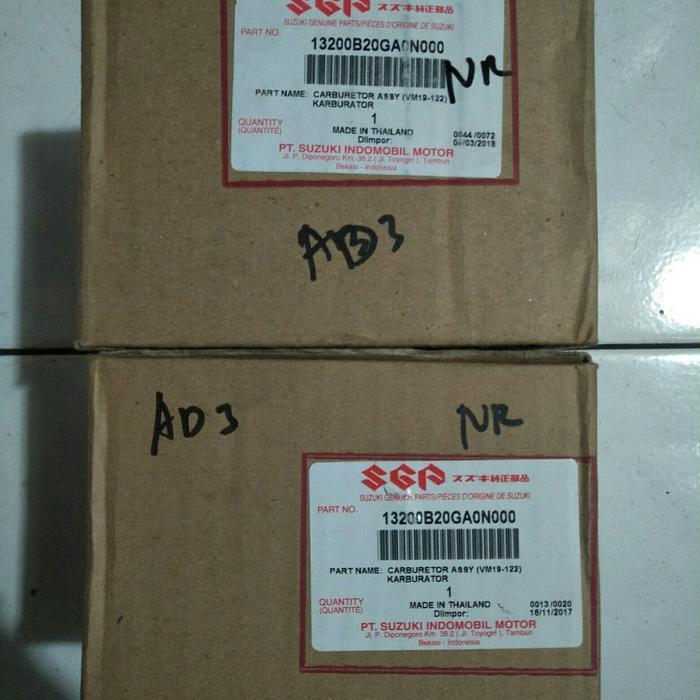 SGP スズキ純正部品
SUZUKI GENUINE PARTS/PIÈCES D'ORIGINE DE SUZUKI
PART NO.
13200B20GA0N000
NR
PART NAME: CARBURETOR ASSY (VM19-122)
KARBURATOR
1
QUANTITY
(QUANTITÉ)
MADE IN THAILAND
0044 /0072
Diimpor:
06/03/2018
PT. SUZUKI INDOMOBIL MOTOR
Jl. P. Diponegoro Km. 38.2 ( Jl. Toyogiri ), Tambun
Bekasi - Indonesia
AD3
AD3
NR
SGP スズキ純正部品
SUZUKI GENUINE PARTS/PIÈCES D'ORIGINE DE SUZUKI
PART NO.
13200B20GA0N000
PART NAME: CARBURETOR ASSY (VM19-122)
KARBURATOR
1
QUANTITY
(QUANTITÉ)
MADE IN THAILAND
0013 /0020
Diimpor:
16/11/2017
PT. SUZUKI INDOMOBIL MOTOR
Jl. P. Diponegoro Km. 38.2 ( Jl. Toyogiri ), Tambun
Bekasi - Indonesia